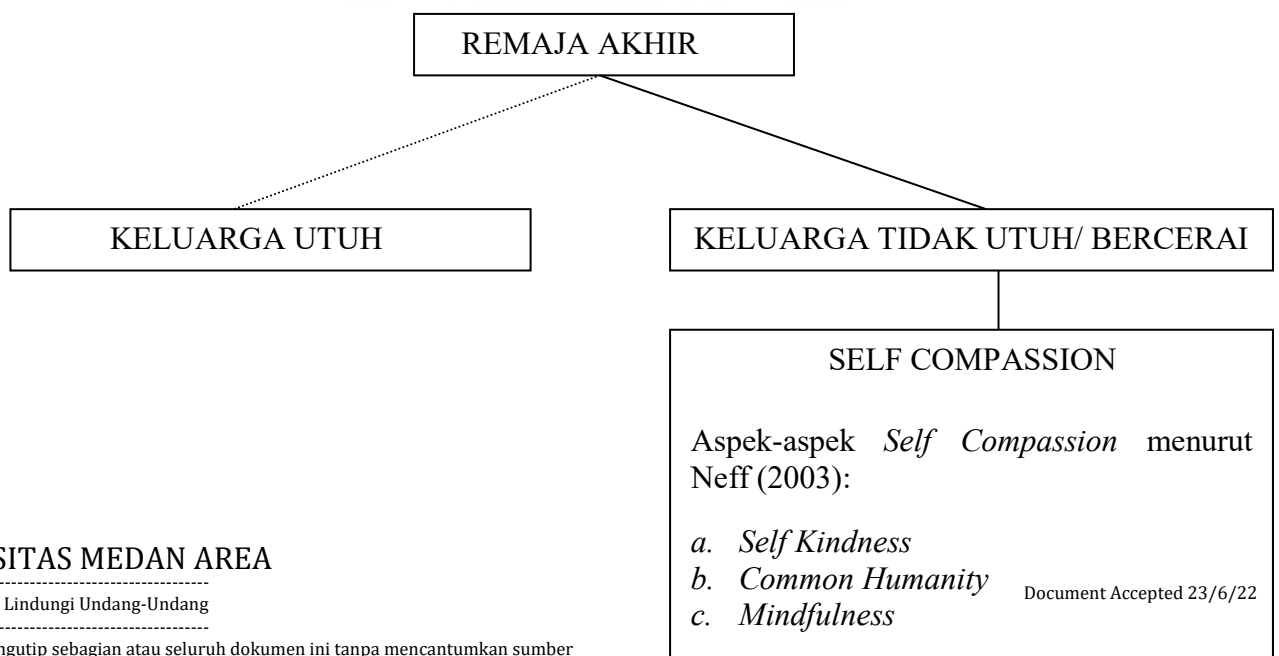 REMAJA AKHIR
KELUARGA UTUH
KELUARGA TIDAK UTUH/ BERCERAI
SELF COMPASSION
Aspek-aspek Self Compassion menurut
Neff (2003):
a. Self Kindness
b. Common Humanity
c. Mindfulness
SITAS MEDAN AREA
----------------------------------
Lindungi Undang-Undang
----------------------------------
ngutip sebagian atau seluruh dokumen ini tanpa mencantumkan sumber
Document Accepted 23/6/22